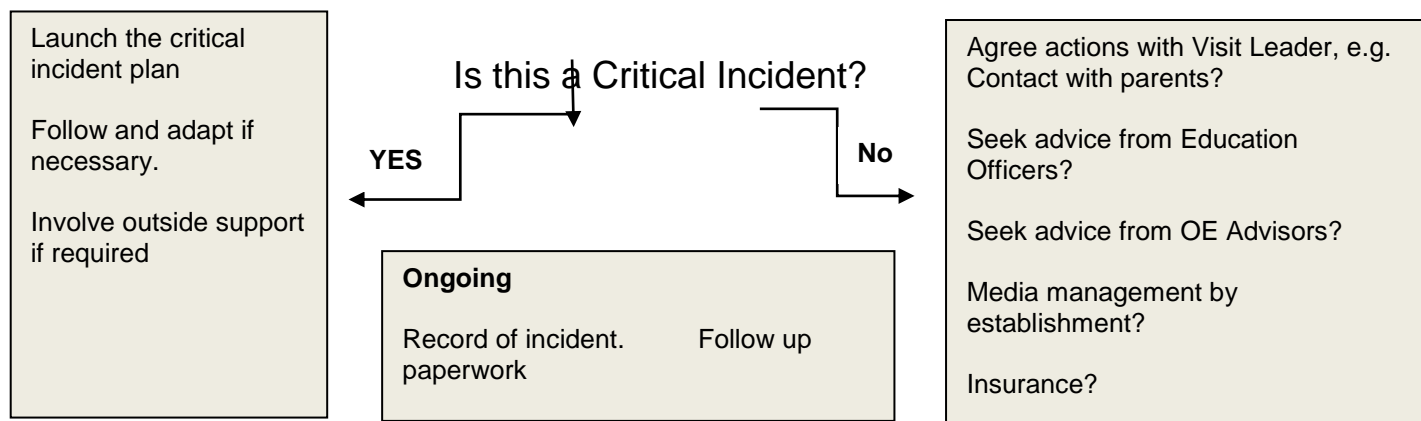 Launch the critical
incident plan
Follow and adapt if
necessary.
Involve outside support
if required
Is this a Critical Incident?
YES
No
Ongoing
Record of incident. Follow up
paperwork
Agree actions with Visit Leader, e.g.
Contact with parents?
Seek advice from Education
Officers?
Seek advice from OE Advisors?
Media management by
establishment?
Insurance?